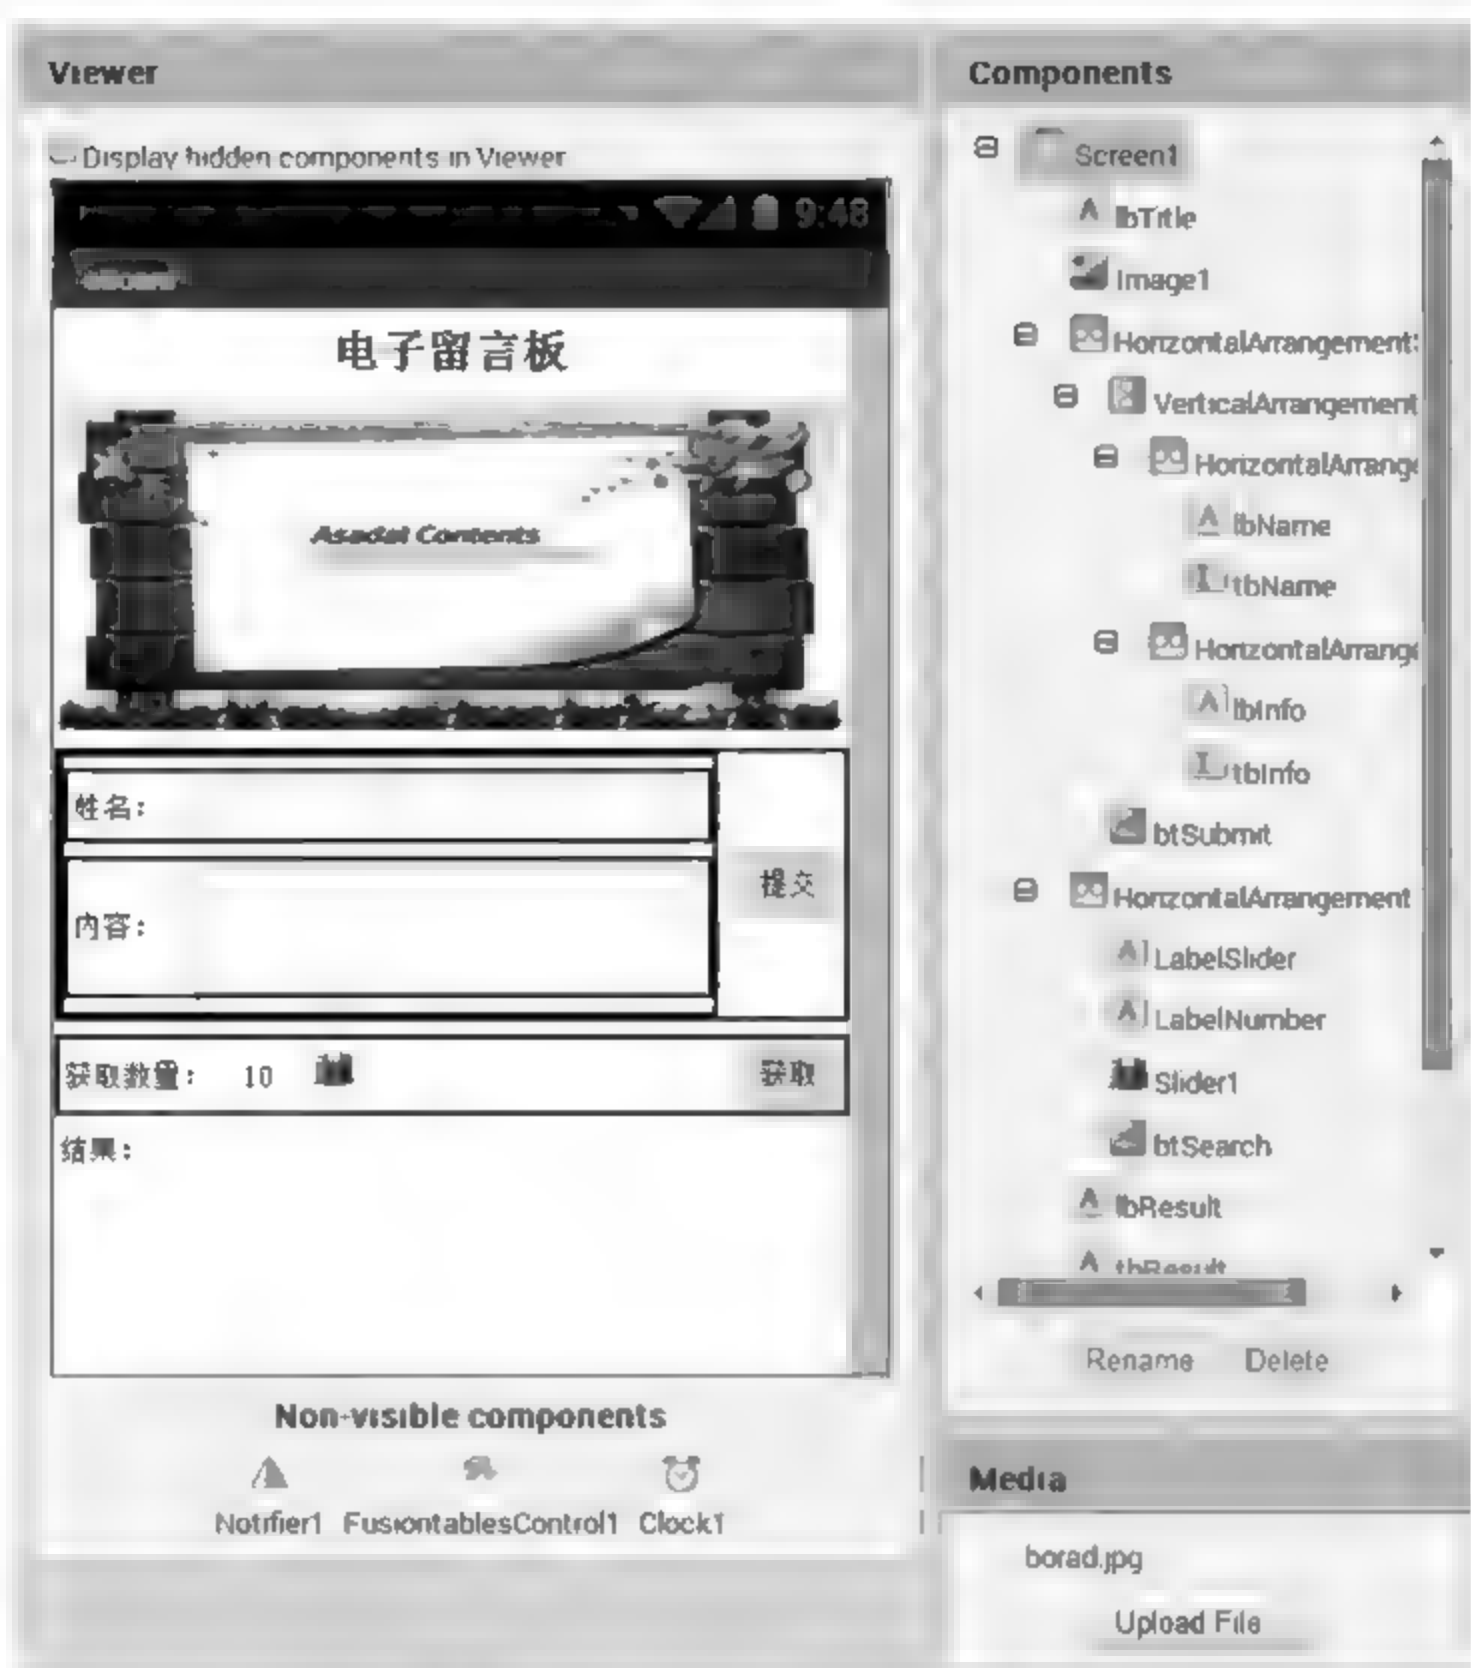 Viewer
Display hidden components in Viewer
9:48
电子留言板
Asadal Contents
姓名：
内容：
提交
获取数量： 10
获取
结果：
Non-visible components
Notifier1 FusiontablesControl1 Clock1
Components
Screen1
lbTitle
Image1
HorizontalArrangement
VerticalArrangement
HorizontalArrange
lbName
tbName
HorizontalArrange
lbInfo
tbInfo
btSubmit
HorizontalArrangement
LabelSlider
LabelNumber
Slider1
btSearch
lbResult
tbResult
Rename Delete
Media
borad.jpg
Upload File